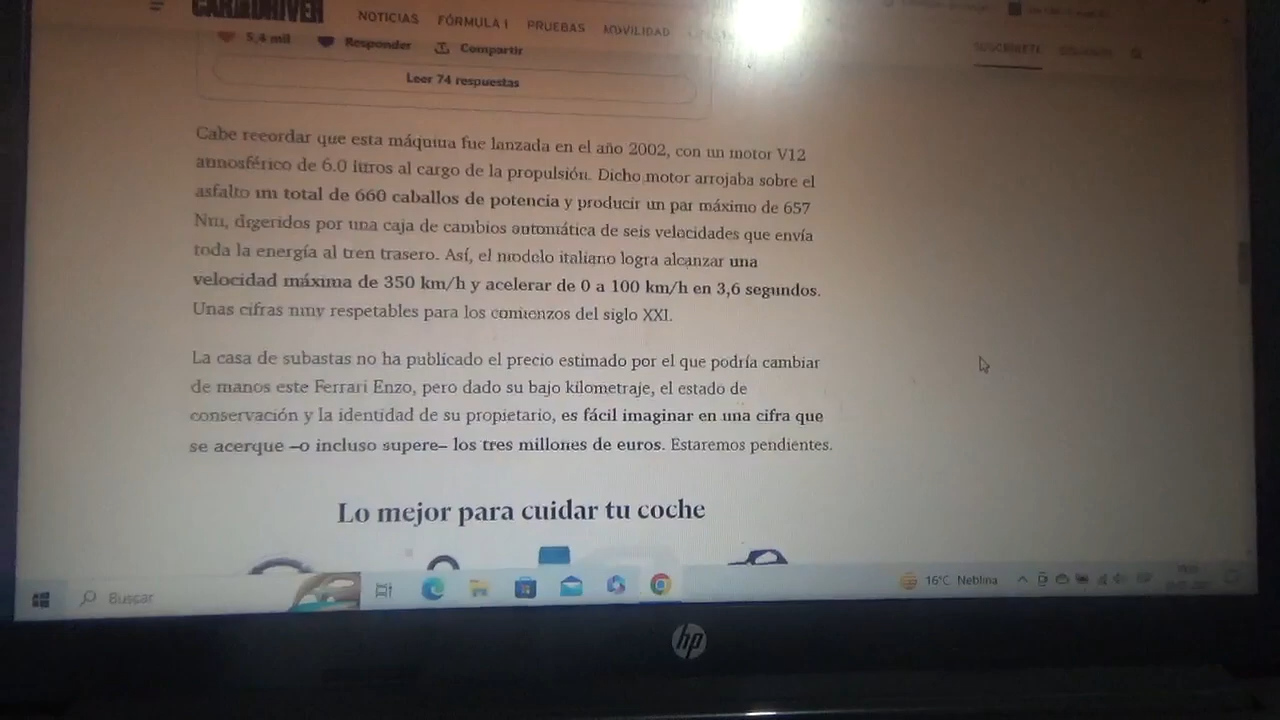 CAR AND DRIVER
NOTICIAS FÓRMULA 1 PRUEBAS MOVILIDAD
SUSCRÍBETE
5,4 mil Responder Compartir
Leer 74 respuestas
Cabe recordar que esta máquina fue lanzada en el año 2002, con un motor V12
atmosférico de 6.0 litros al cargo de la propulsión. Dicho motor arrojaba sobre el
asfalto un total de 660 caballos de potencia y producir un par máximo de 657
Nm, digeridos por una caja de cambios automática de seis velocidades que envía
toda la energía al tren trasero. Así, el modelo italiano logra alcanzar una
velocidad máxima de 350 km/h y acelerar de 0 a 100 km/h en 3,6 segundos.
Unas cifras muy respetables para los comienzos del siglo XXI.
La casa de subastas no ha publicado el precio estimado por el que podría cambiar
de manos este Ferrari Enzo, pero dado su bajo kilometraje, el estado de
conservación y la identidad de su propietario, es fácil imaginar en una cifra que
se acerque –o incluso supere– los tres millones de euros. Estaremos pendientes.
Lo mejor para cuidar tu coche
Buscar
16°C Neblina
hp